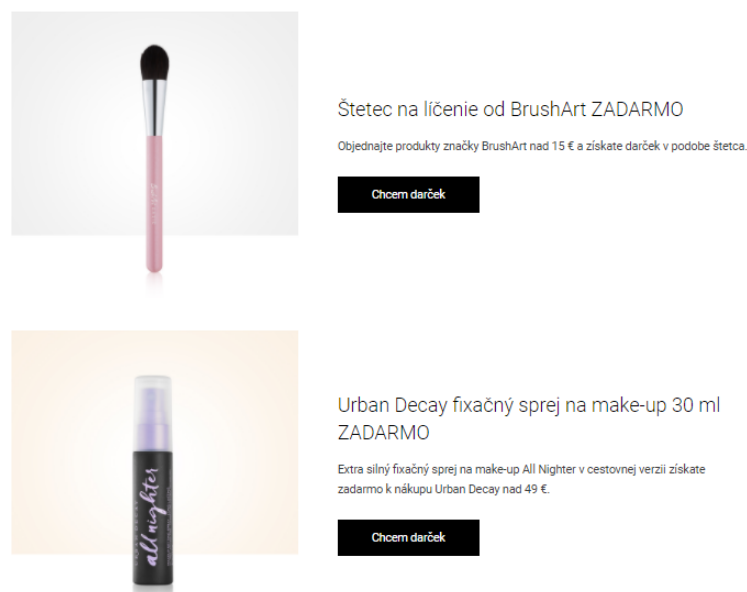 Štetec na líčenie od BrushArt ZADARMO
Objednajte produkty značky BrushArt nad 15 € a získate darček v podobe štetca.
Chcem darček
all nighter
Urban Decay fixačný sprej na make-up 30 ml
ZADARMO
Extra silný fixačný sprej na make-up All Nighter v cestovnej verzii získate
zadarmo k nákupu Urban Decay nad 49 €.
Chcem darček